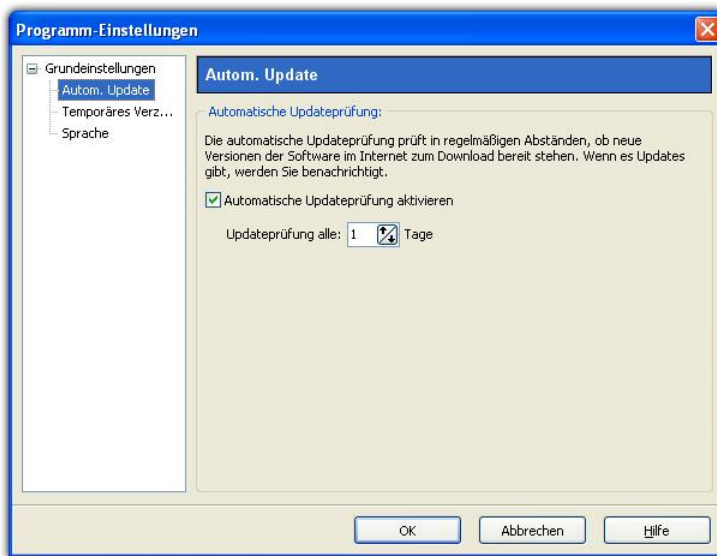 Programm-Einstellungen
Grundeinstellungen
Autom. Update
Temporäres Verz...
Sprache
Autom. Update
Automatische Updateprüfung:
Die automatische Updateprüfung prüft in regelmäßigen Abständen, ob neue
Versionen der Software im Internet zum Download bereit stehen. Wenn es Updates
gibt, werden Sie benachrichtigt.
Automatische Updateprüfung aktivieren
Updateprüfung alle: 1 Tage
OK Abbrechen Hilfe